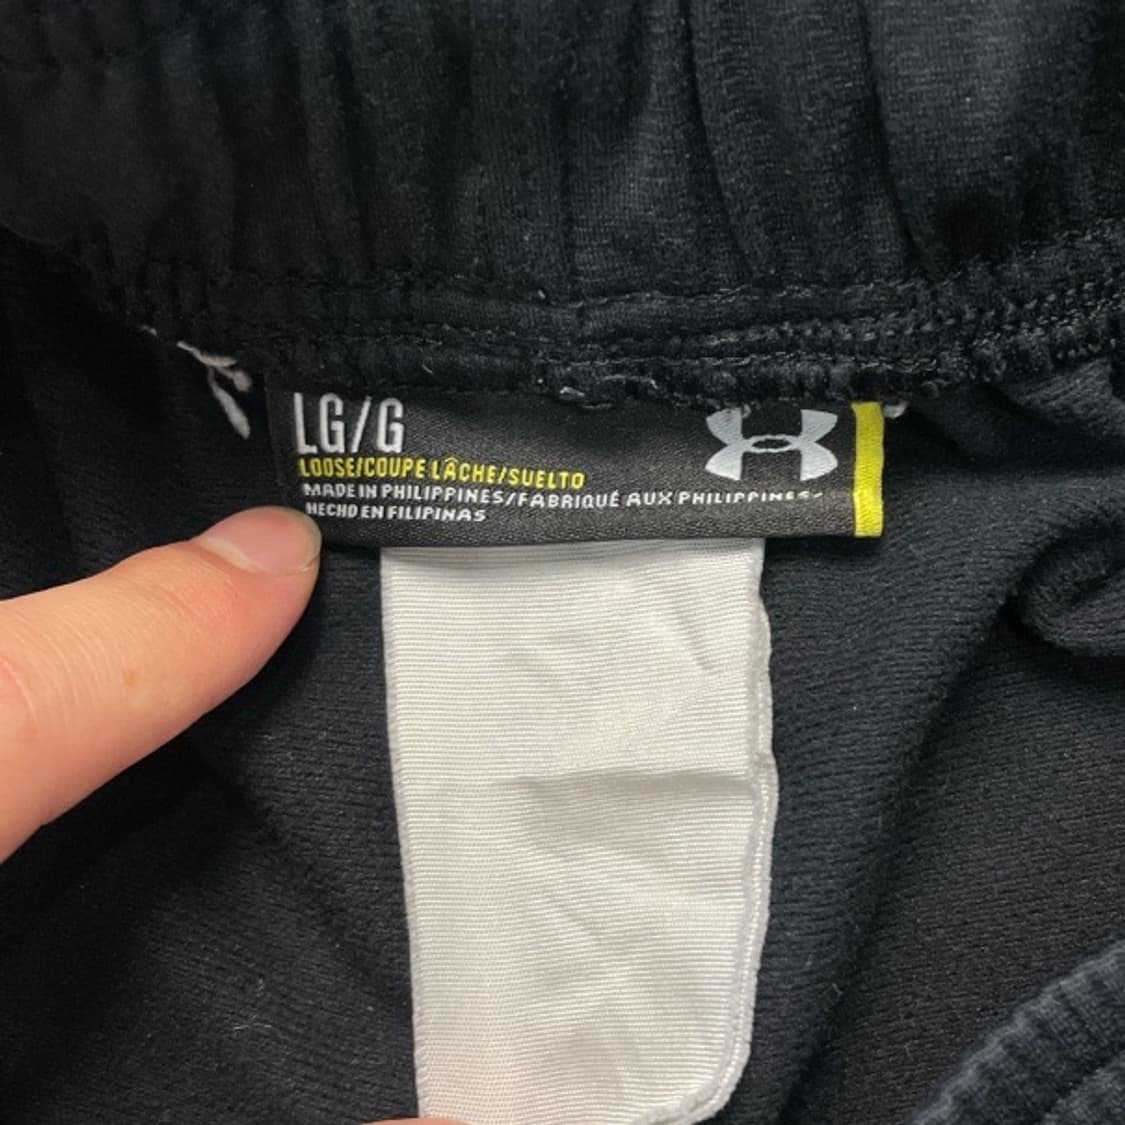 LG/G
LOOSE/COUPE LÂCHE/SUELTO
MADE IN PHILIPPINES/FABRIQUÉ AUX PHILIPPINES/
HECHO EN FILIPINAS